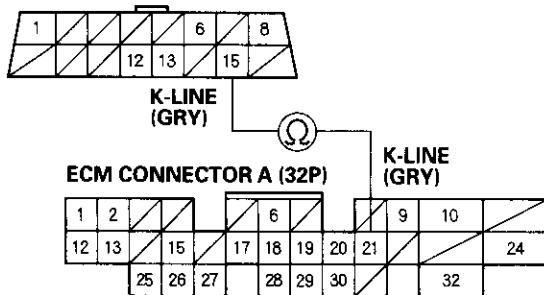 1 6 8
12 13 15
K-LINE
(GRY)
Ω
K-LINE
(GRY)
ECM CONNECTOR A (32P)
1 2 6 9 10
12 13 15 17 18 19 20 21 24
25 26 27 28 29 30 32